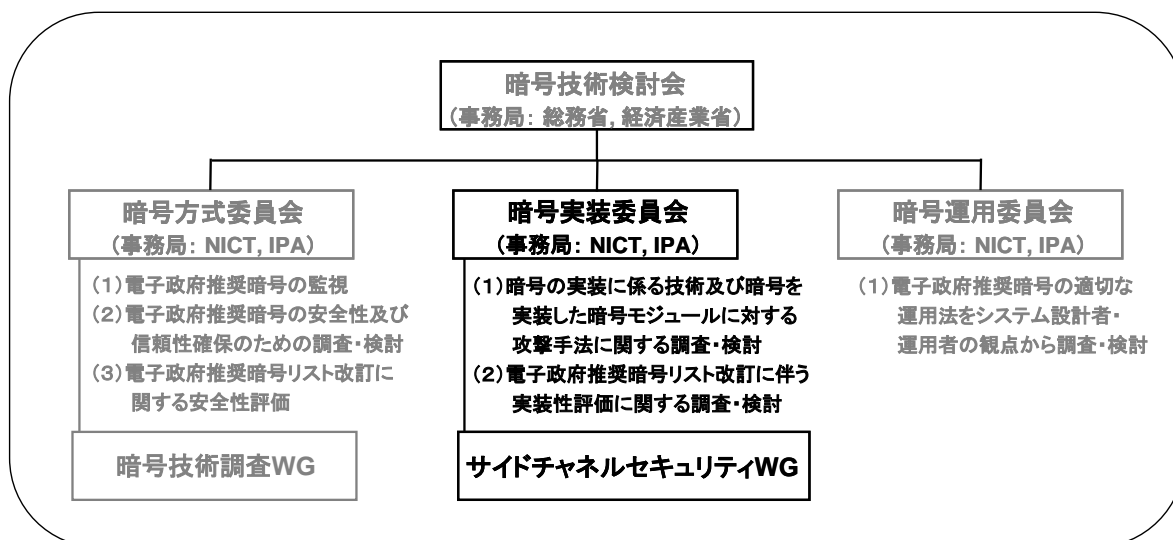 暗号技術検討会
（事務局： 総務省, 経済産業省）
暗号方式委員会
（事務局： NICT, IPA）
（1）電子政府推奨暗号の監視
（2）電子政府推奨暗号の安全性及び
信頼性確保のための調査・検討
（3）電子政府推奨暗号リスト改訂に
関する安全性評価
暗号技術調査WG
暗号実装委員会
（事務局： NICT, IPA）
（1）暗号の実装に係る技術及び暗号を
実装した暗号モジュールに対する
攻撃手法に関する調査・検討
（2）電子政府推奨暗号リスト改訂に伴う
実装性評価に関する調査・検討
サイドチャネルセキュリティWG
暗号運用委員会
（事務局： NICT, IPA）
（1）電子政府推奨暗号の適切な
運用法をシステム設計者・
運用者の観点から調査・検討